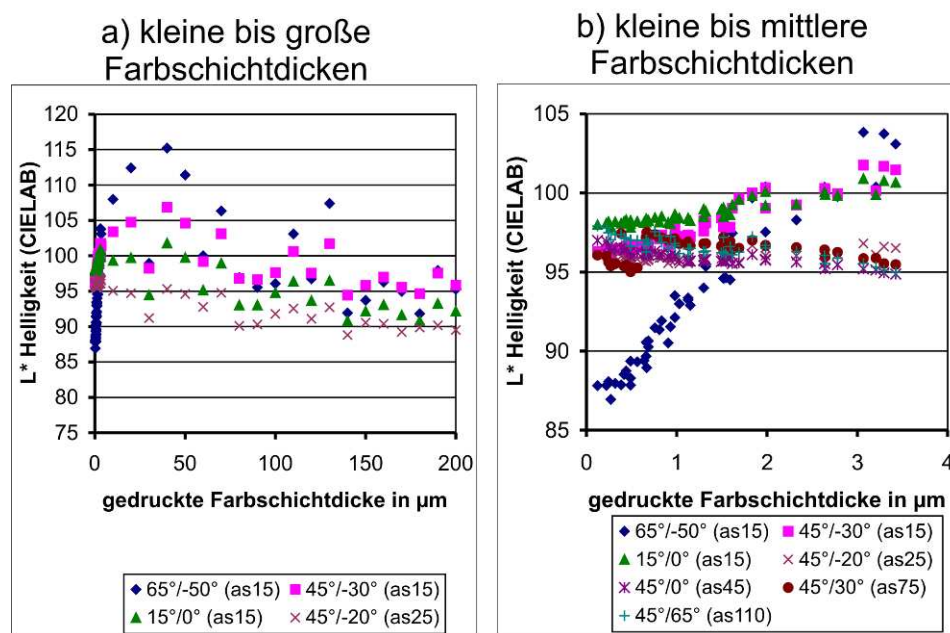 a) kleine bis große
Farbschichtdicken
b) kleine bis mittlere
Farbschichtdicken
L* Helligkeit (CIELAB)
120
115
110
105
100
95
90
85
80
75
0
50
100
150
200
gedruckte Farbschichtdicke in µm
65°/-50° (as15)
45°/-30° (as15)
15°/0° (as15)
45°/-20° (as25)
L* Helligkeit (CIELAB)
105
100
95
90
85
0
1
2
3
4
gedruckte Farbschichtdicke in µm
65°/-50° (as15)
45°/-30° (as15)
15°/0° (as15)
45°/-20° (as25)
45°/0° (as45)
45°/30° (as75)
45°/65° (as110)